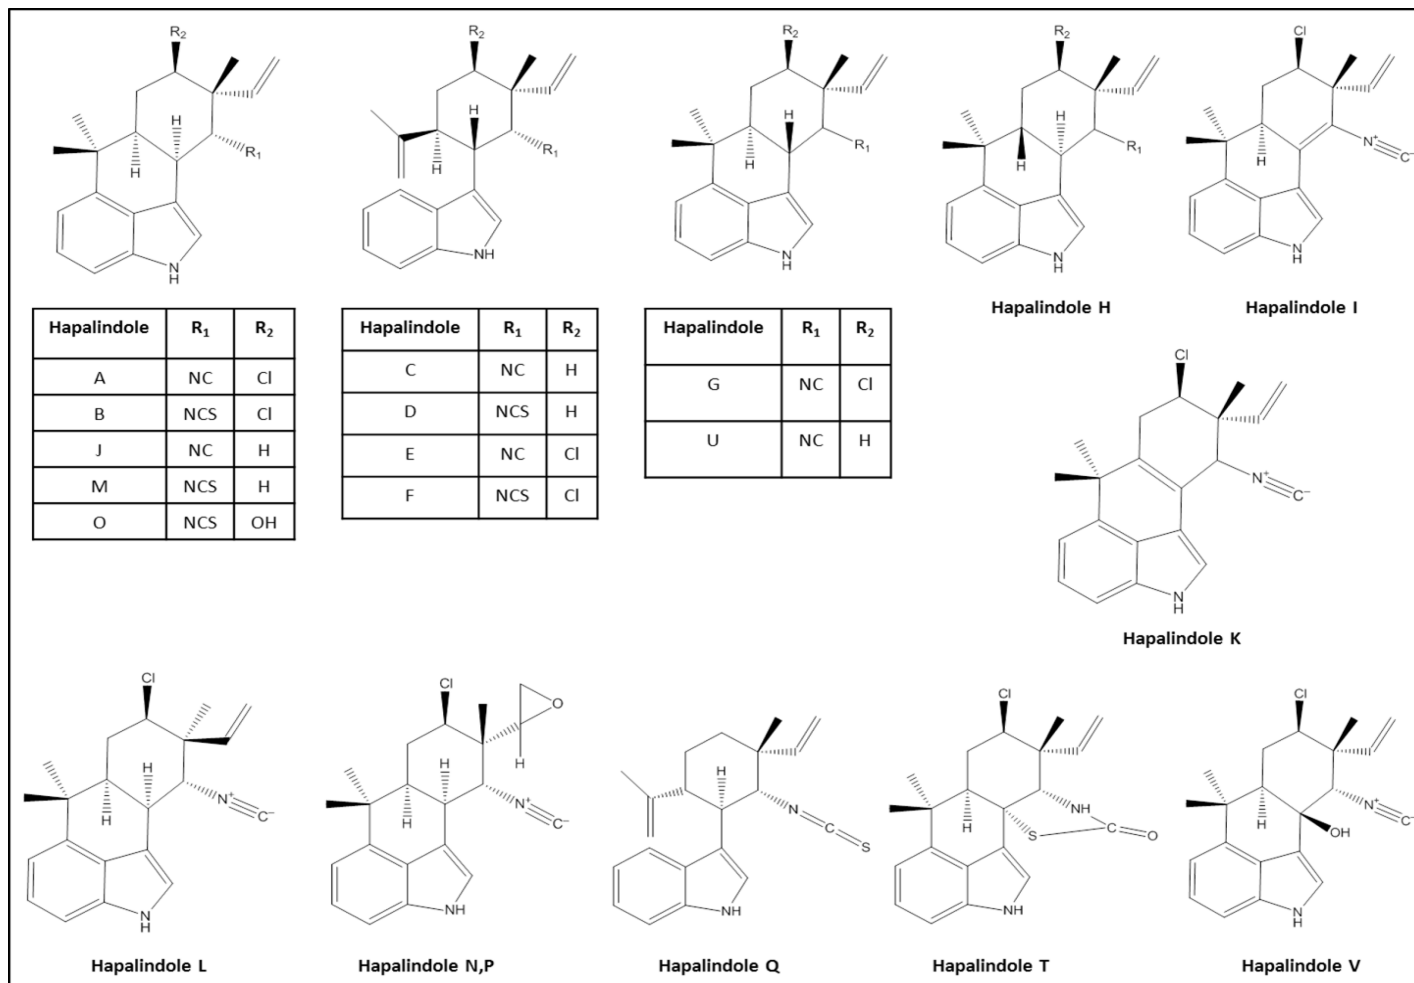 R2
H
H
R1
N
H
R2
H
H
R1
NH
R2
H
H
R1
N
H
R2
H
H
R1
N
H
Cl
H
N+
C-
N
H
Hapalindole R1 R2
A NC Cl
B NCS Cl
J NC H
M NCS H
O NCS OH
Hapalindole R1 R2
C NC H
D NCS H
E NC Cl
F NCS Cl
Hapalindole R1 R2
G NC Cl
U NC H
Hapalindole H
Hapalindole I
Cl
N+
C-
N
H
Hapalindole K
Cl
H
H
N+
C-
N
H
Hapalindole L
Cl
O
H
H
H
N+
C-
NH
Hapalindole N,P
H
N
C
S
NH
Hapalindole Q
Cl
H
NH
S
C
O
NH
Hapalindole T
Cl
H
N+
C-
OH
N
H
Hapalindole V